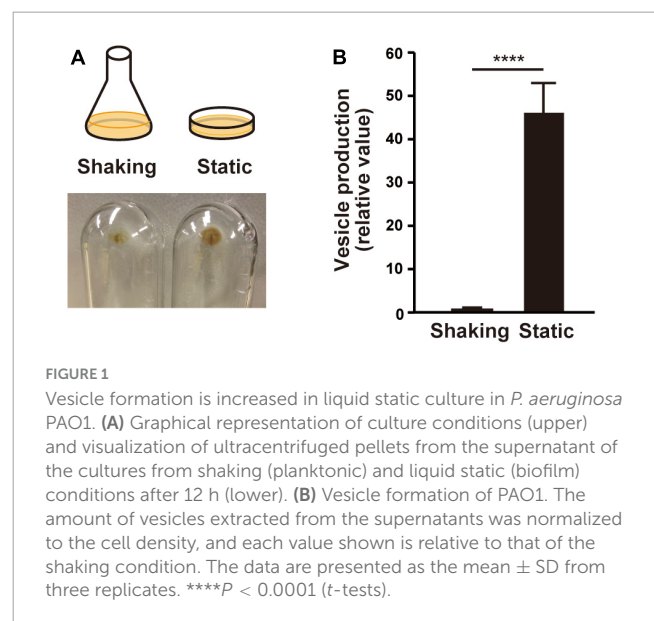 A
Shaking
Static
B
Vesicle production
(relative value)
60
50
40
30
20
10
0
****
Shaking Static
FIGURE 1
Vesicle formation is increased in liquid static culture in P. aeruginosa
PAO1. (A) Graphical representation of culture conditions (upper)
and visualization of ultracentrifuged pellets from the supernatant of
the cultures from shaking (planktonic) and liquid static (biofilm)
conditions after 12 h (lower). (B) Vesicle formation of PAO1. The
amount of vesicles extracted from the supernatants was normalized
to the cell density, and each value shown is relative to that of the
shaking condition. The data are presented as the mean ± SD from
three replicates. ****P < 0.0001 (t-tests).